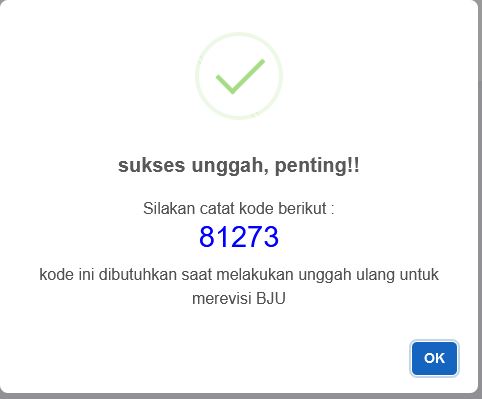 sukses unggah, penting!!
Silakan catat kode berikut :
81273
kode ini dibutuhkan saat melakukan unggah ulang untuk
merevisi BJU
OK